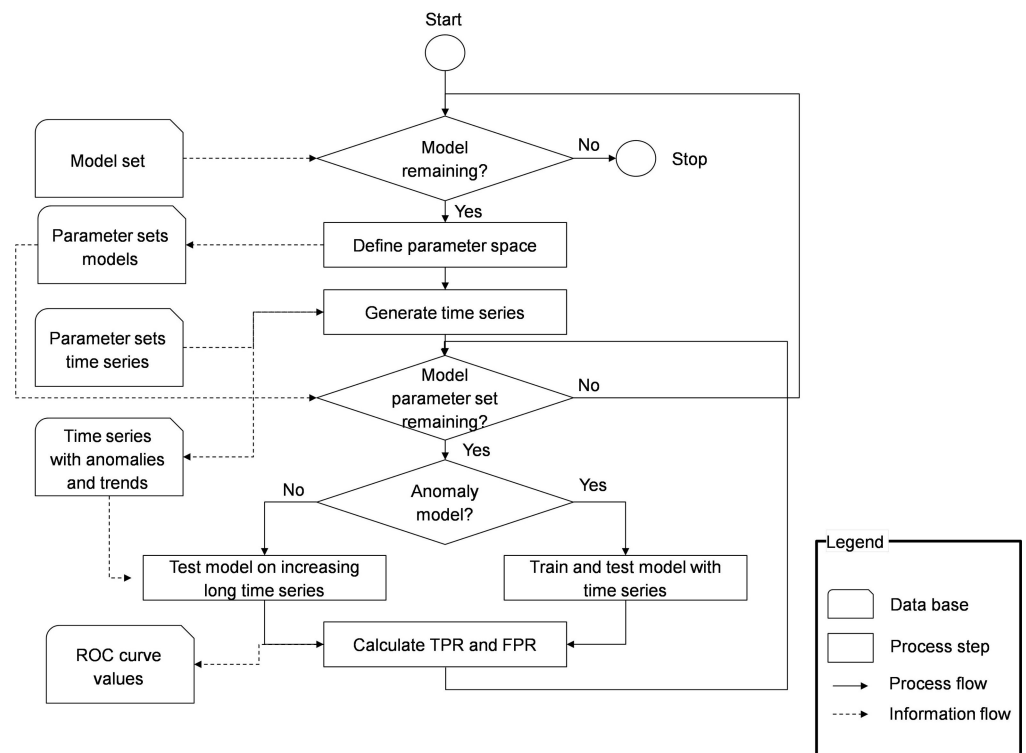 Start
Model
remaining?
No
Stop
Model set
Yes
Parameter sets
models
Define parameter space
Generate time series
Parameter sets
time series
Model
parameter set
remaining?
No
Yes
Time series
with anomalies
and trends
No
Anomaly
model?
Yes
Test model on increasing
long time series
Train and test model with
time series
Calculate TPR and FPR
ROC curve
values
Legend
Data base
Process step
Process flow
Information flow